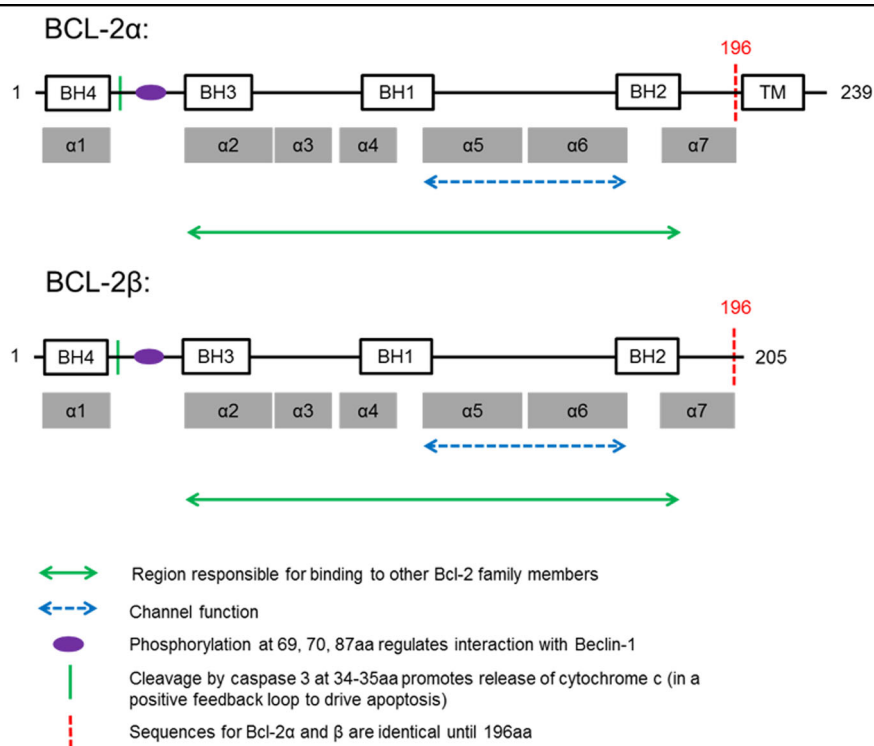 BCL-2α:
196
1 BH4 BH3 BH1 BH2 TM 239
α1 α2 α3 α4 α5 α6 α7
BCL-2β:
196
1 BH4 BH3 BH1 BH2 205
α1 α2 α3 α4 α5 α6 α7
Region responsible for binding to other Bcl-2 family members
Channel function
Phosphorylation at 69, 70, 87aa regulates interaction with Beclin-1
Cleavage by caspase 3 at 34-35aa promotes release of cytochrome c (in a
positive feedback loop to drive apoptosis)
Sequences for Bcl-2α and β are identical until 196aa